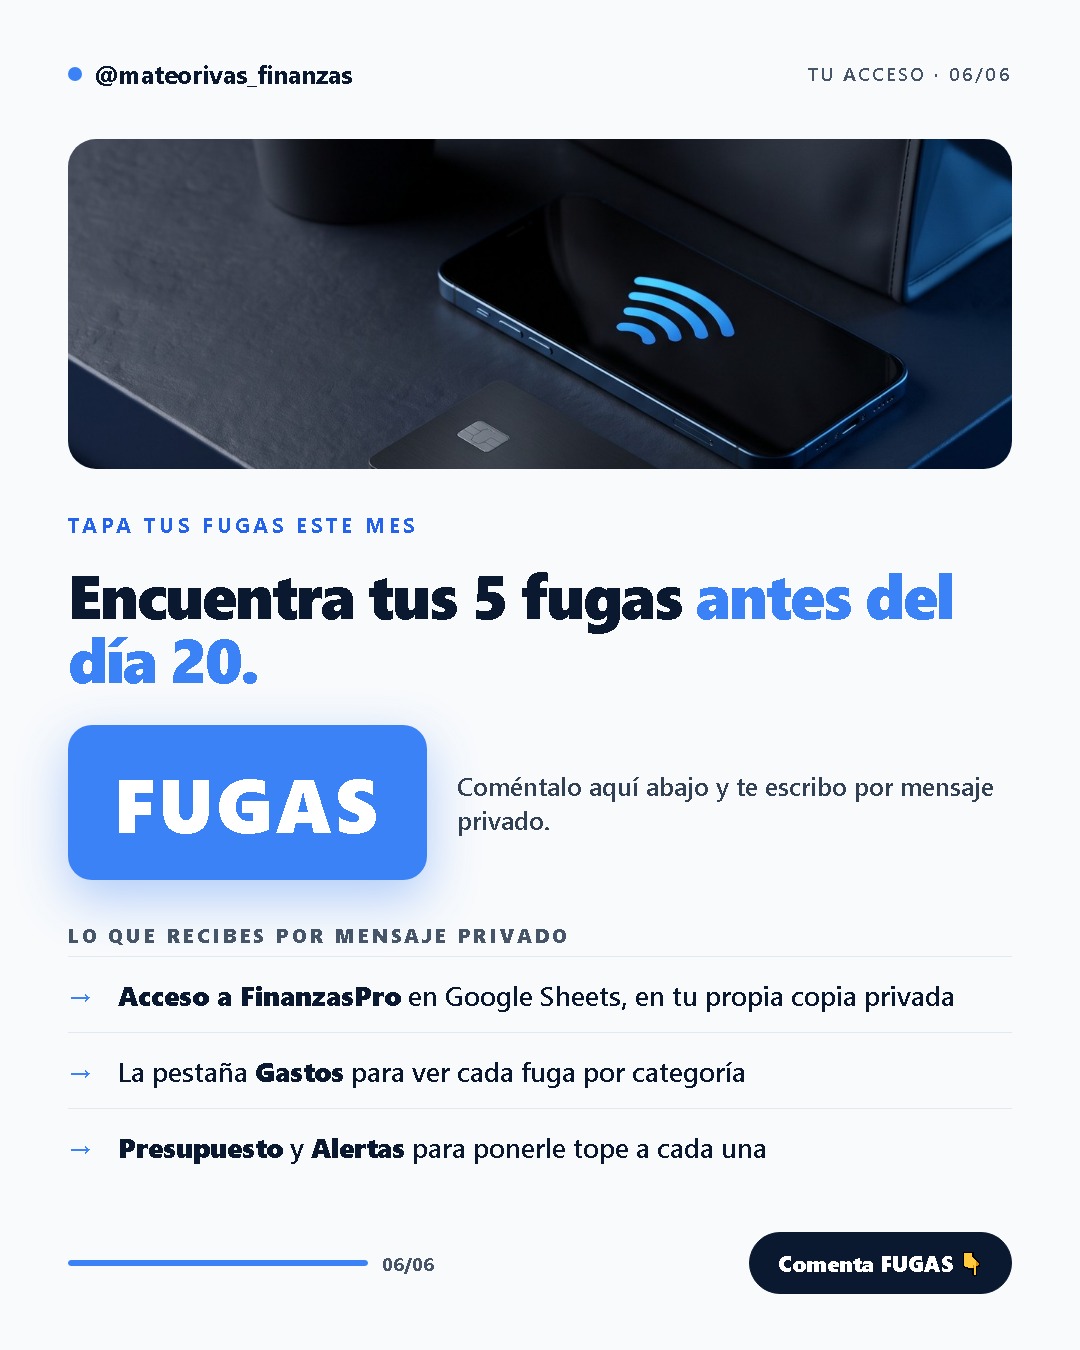 @mateorivas_finanzas
TU ACCESO · 06/06
TAPA TUS FUGAS ESTE MES
Encuentra tus 5 fugas antes del
día 20.
FUGAS
Coméntalo aquí abajo y te escribo por mensaje
privado.
LO QUE RECIBES POR MENSAJE PRIVADO
→ Acceso a FinanzasPro en Google Sheets, en tu propia copia privada
→ La pestaña Gastos para ver cada fuga por categoría
→ Presupuesto y Alertas para ponerle tope a cada una
06/06
Comenta FUGAS 👇